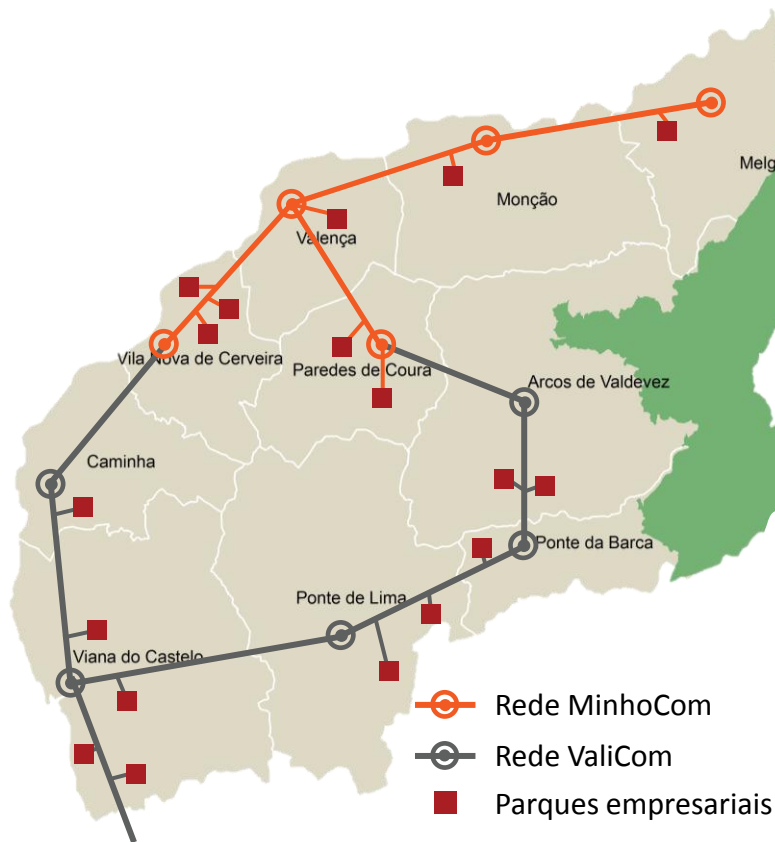 Melg
Monção
Valença
Vila Nova de Cerveira
Paredes de Coura
Arcos de Valdevez
Caminha
Ponte da Barca
Ponte de Lima
Viana do Castelo
Rede MinhoCom
Rede ValiCom
Parques empresariais